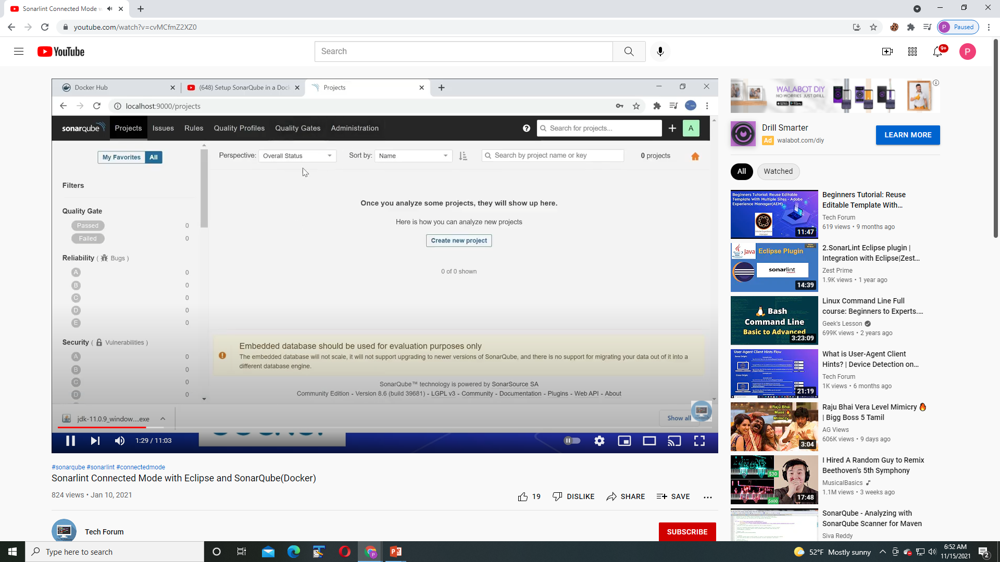 Sonarlint Connected Mode w
youtube.com/watch?v=cvMCfmZ2XZ0
P Paused
YouTube
Search
9+
P
Docker Hub
(648) Setup SonarQube in a Dock
Projects
localhost:9000/projects
sonarqube Projects Issues Rules Quality Profiles Quality Gates Administration
Search for projects...
A
My Favorites All
Perspective: Overall Status
Sort by: Name
Search by project name or key
0 projects
Filters
Quality Gate
Passed 0
Failed 0
Reliability ( Bugs )
A 0
B 0
C 0
D 0
E 0
Security ( Vulnerabilities )
A 0
B 0
C 0
D 0
Once you analyze some projects, they will show up here.
Here is how you can analyze new projects
Create new project
0 of 0 shown
Embedded database should be used for evaluation purposes only
The embedded database will not scale, it will not support upgrading to newer versions of SonarQube, and there is no support for migrating your data out of it into a
different database engine.
SonarQube™ technology is powered by SonarSource SA
Community Edition - Version 8.6 (build 39681) - LGPL v3 - Community - Documentation - Plugins - Web API - About
jdk-11.0.9_window....exe
Show all
1:29 / 11:03
#sonarqube #sonarlint #connectedmode
Sonarlint Connected Mode with Eclipse and SonarQube(Docker)
824 views • Jan 10, 2021
19 DISLIKE SHARE SAVE
Tech Forum
SUBSCRIBE
WALABOT DIY
NO WORRIES. JUST DRILL
Drill Smarter
Ad walabot.com/diy
LEARN MORE
All Watched
Beginners Tutorial: Reuse Editable
Template With Multiple Sites - Adobe
Experience Manager(AEM)
11:47
Beginners Tutorial: Reuse
Editable Template With...
Tech Forum
619 views • 9 months ago
Java Eclipse Plugin
sonarlint
14:39
2.SonarLint Eclipse plugin |
Integration with Eclipse|Zest...
Zest Prime
1.9K views • 1 year ago
Bash
Command Line
Basic to Advanced
3:23:09
Linux Command Line Full
course: Beginners to Experts....
Geek's Lesson
699K views • 2 years ago
User-Agent Client Hints Flow
21:19
What is User-Agent Client
Hints? | Device Detection on...
Tech Forum
1K views • 6 months ago
Raju Bhai
Mass
Mimicry
3:04
Raju Bhai Vera Level Mimicry
| Bigg Boss 5 Tamil
AG Views
606K views • 9 days ago
$30
$600
17:48
I Hired A Random Guy to Remix
Beethoven's 5th Symphony
MusicalBasics
1.1M views • 3 weeks ago
SonarQube - Analyzing with
SonarQube Scanner for Maven
Siva Reddy
Type here to search
52°F Mostly sunny
6:52 AM
11/15/2021
2